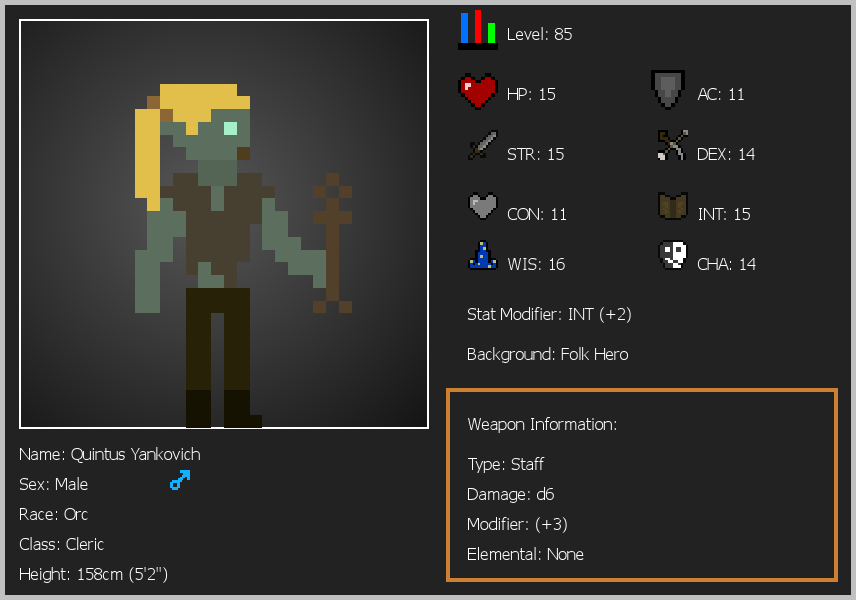 Level: 85
HP: 15
AC: 11
STR: 15
DEX: 14
CON: 11
INT: 15
WIS: 16
CHA: 14
Stat Modifier: INT (+2)
Background: Folk Hero
Weapon Information:
Type: Staff
Damage: d6
Modifier: (+3)
Elemental: None
Name: Quintus Yankovich
Sex: Male
Race: Orc
Class: Cleric
Height: 158cm (5'2")